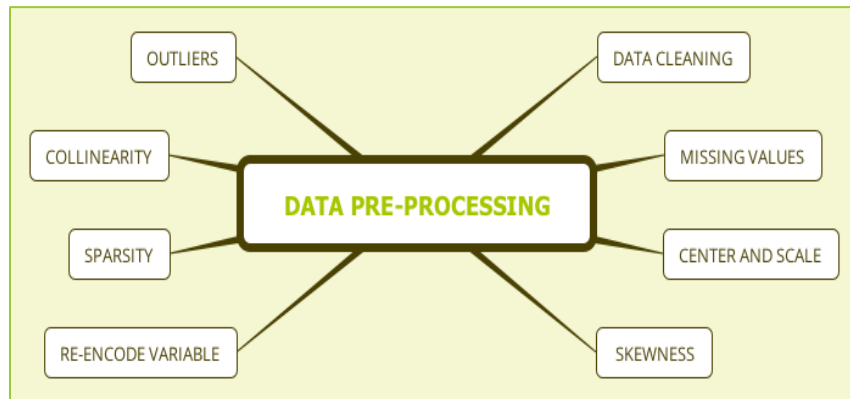 OUTLIERS
DATA CLEANING
COLLINEARITY
MISSING VALUES
DATA PRE-PROCESSING
SPARSITY
CENTER AND SCALE
RE-ENCODE VARIABLE
SKEWNESS